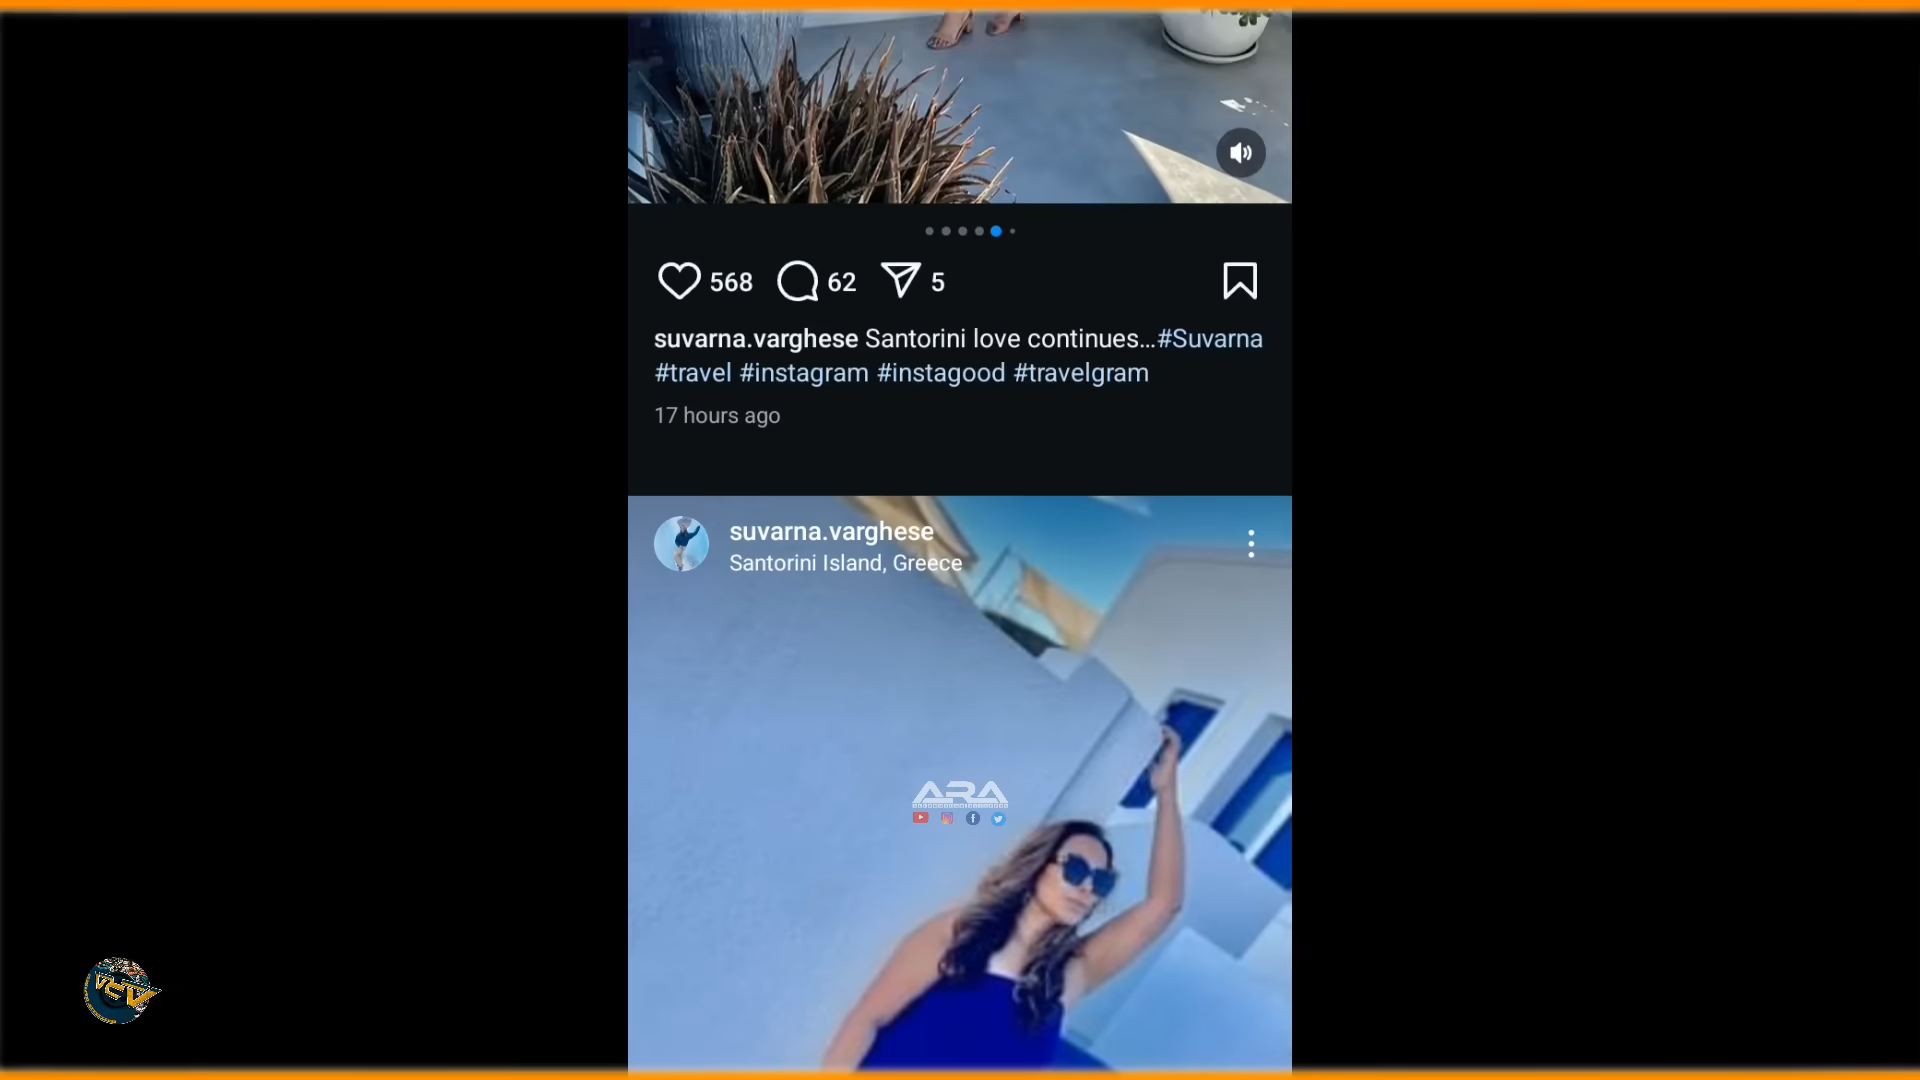 568 62 5
suvarna.varghese Santorini love continues...#Suvarna
#travel #instagram #instagood #travelgram
17 hours ago
suvarna.varghese
Santorini Island, Greece
ARA
ARA